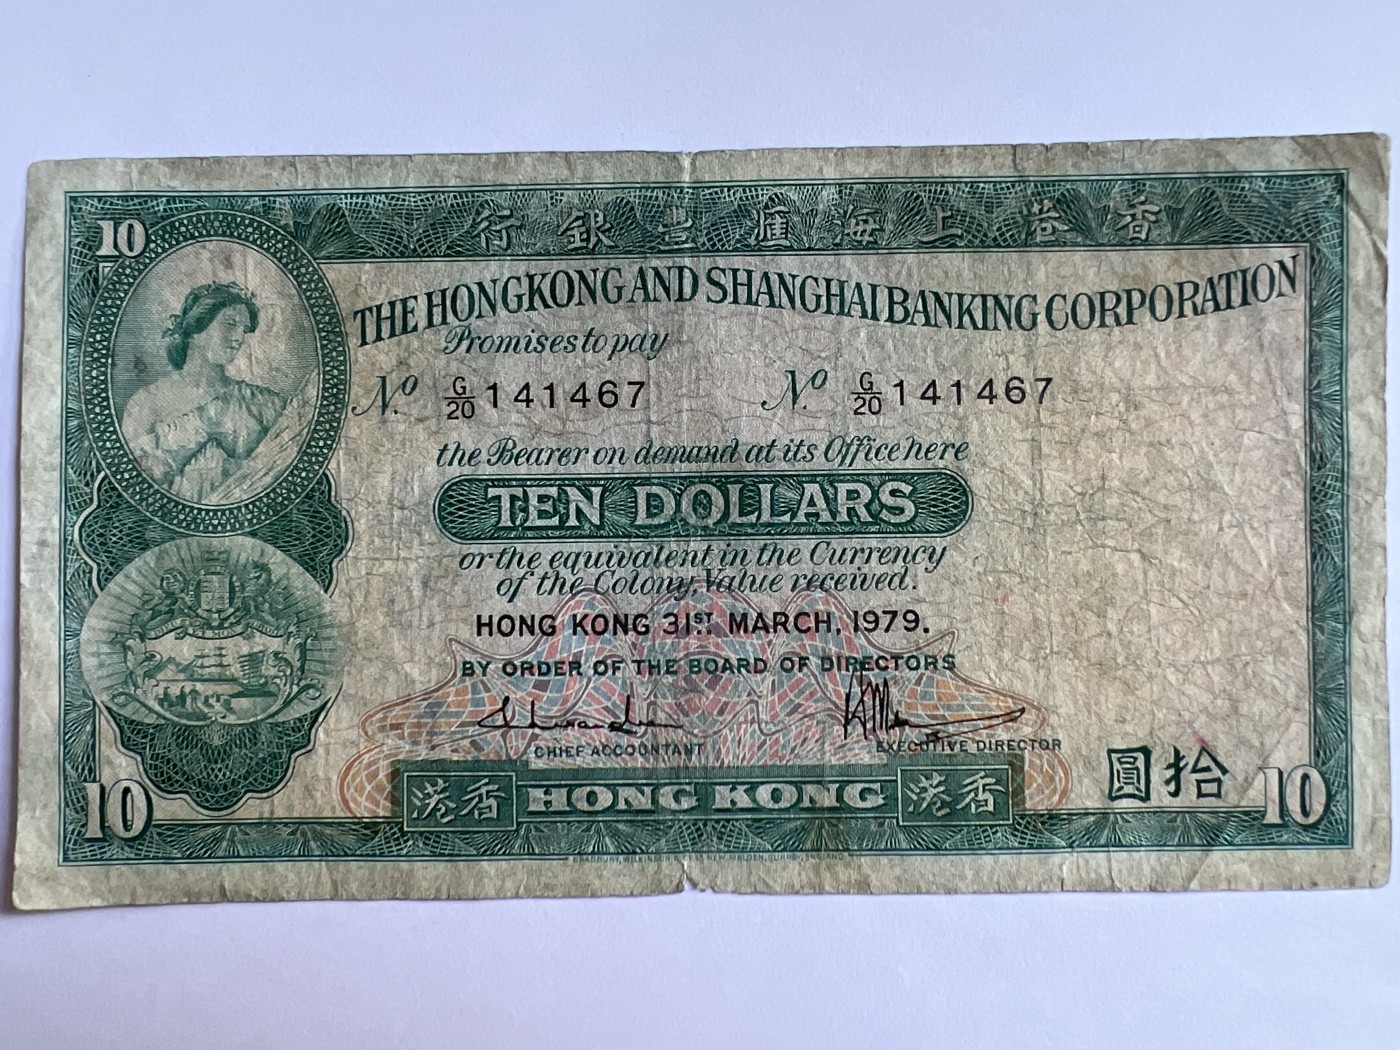 行銀豐滙海上港香
10
THE HONGKONG AND SHANGHAI BANKING CORPORATION
Promises to pay
No. G/20 141467 No. G/20 141467
the Bearer on demand at its Office here
TEN DOLLARS
or the equivalent in the Currency
of the Colony, Value received.
HONG KONG 31ST MARCH, 1979.
BY ORDER OF THE BOARD OF DIRECTORS
CHIEF ACCOUNTANT EXECUTIVE DIRECTOR
圓拾
10 港香 HONG KONG 港香 10